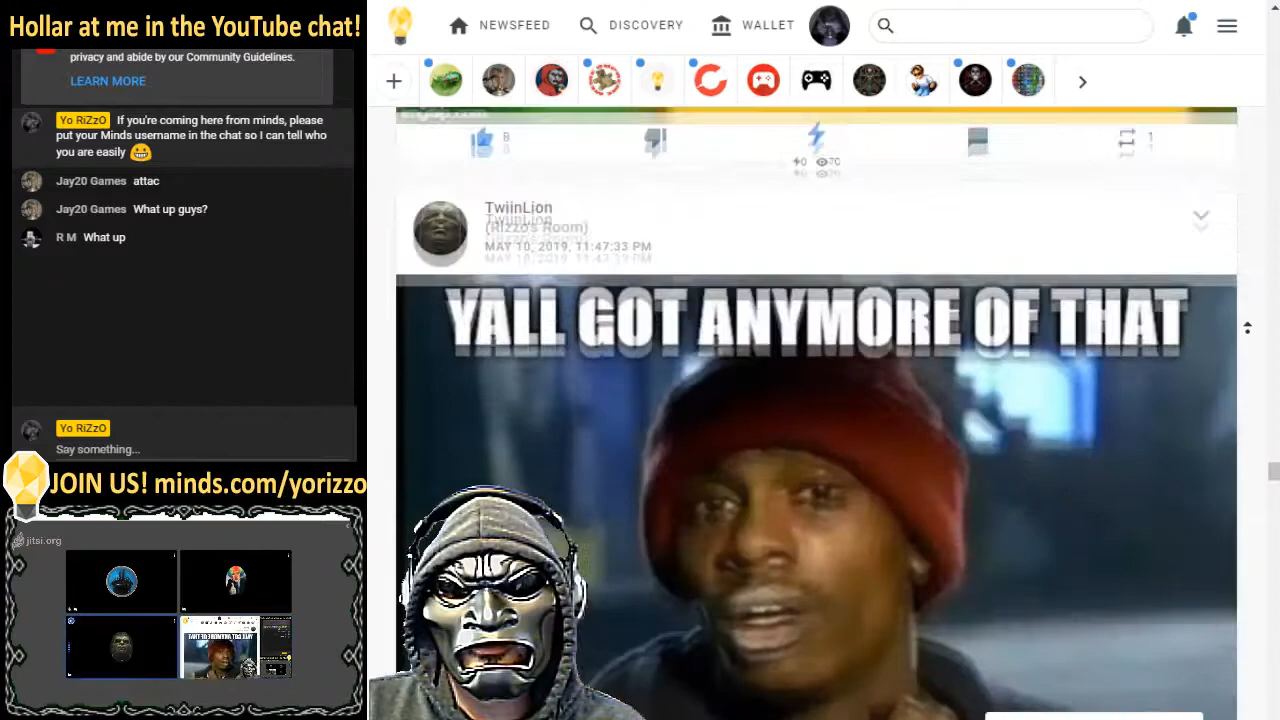 Hollar at me in the YouTube chat!
privacy and abide by our Community Guidelines.
LEARN MORE
Yo RiZzO If you're coming here from minds, please
put your Minds username in the chat so I can tell who
you are easily
Jay20 Games attac
Jay20 Games What up guys?
R M What up
Yo RiZzO
Say something...
JOIN US! minds.com/yorizzo
jitsi.org
NEWSFEED
DISCOVERY
WALLET
8
0
70
1
TwiinLion
(Rizzo's Room)
MAY 10, 2019, 11:47:33 PM
YALL GOT ANYMORE OF THAT